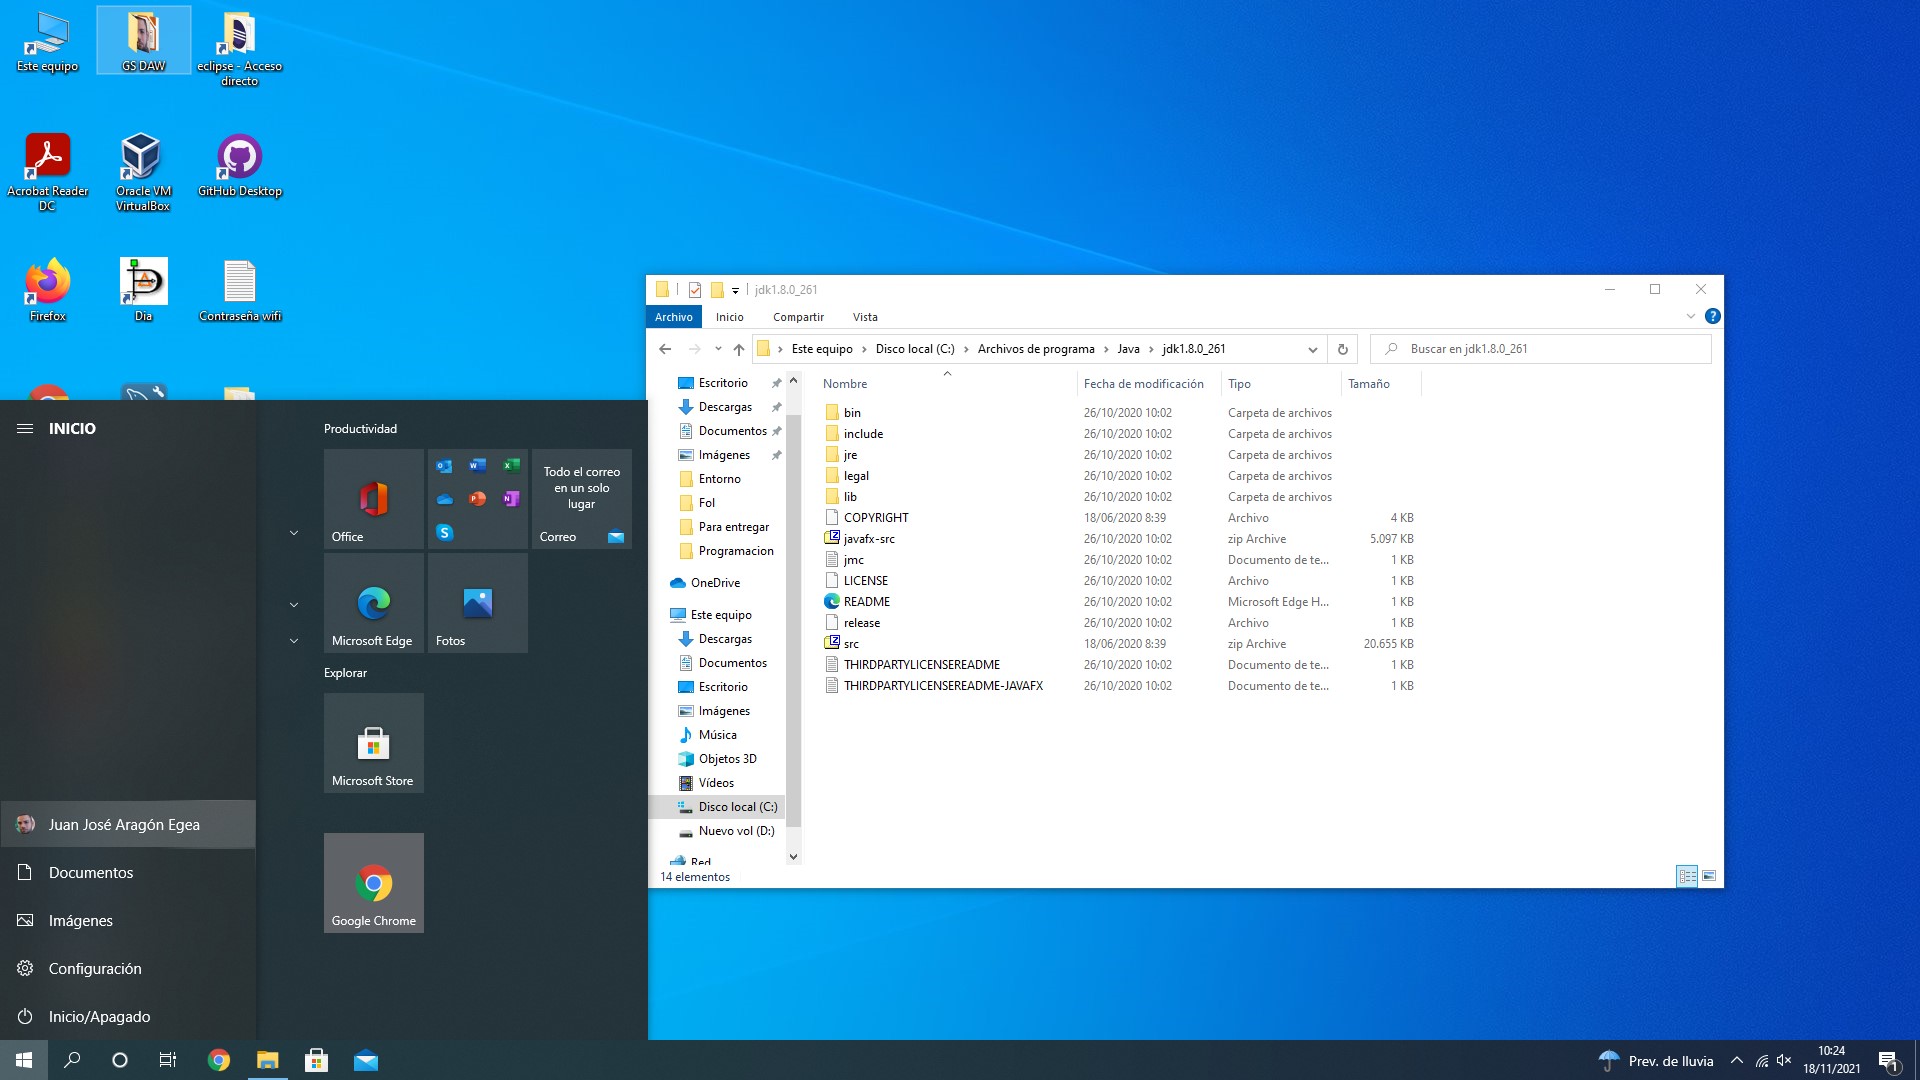 Este equipo
GS DAW
eclipse - Acceso
directo
Acrobat Reader
DC
Oracle VM
VirtualBox
GitHub Desktop
Firefox
Dia
Contraseña wifi
jdk1.8.0_261
Archivo
Inicio
Compartir
Vista
Este equipo
Disco local (C:)
Archivos de programa
Java
jdk1.8.0_261
Buscar en jdk1.8.0_261
Escritorio
Descargas
Documentos
Imágenes
Entorno
Fol
Para entregar
Programacion
OneDrive
Este equipo
Descargas
Documentos
Escritorio
Imágenes
Música
Objetos 3D
Vídeos
Disco local (C:)
Nuevo vol (D:)
Red
Nombre Fecha de modificación Tipo Tamaño
bin 26/10/2020 10:02 Carpeta de archivos
include 26/10/2020 10:02 Carpeta de archivos
jre 26/10/2020 10:02 Carpeta de archivos
legal 26/10/2020 10:02 Carpeta de archivos
lib 26/10/2020 10:02 Carpeta de archivos
COPYRIGHT 18/06/2020 8:39 Archivo 4 KB
javafx-src 26/10/2020 10:02 zip Archive 5.097 KB
jmc 26/10/2020 10:02 Documento de te... 1 KB
LICENSE 26/10/2020 10:02 Archivo 1 KB
README 26/10/2020 10:02 Microsoft Edge H... 1 KB
release 26/10/2020 10:02 Archivo 1 KB
src 18/06/2020 8:39 zip Archive 20.655 KB
THIRDPARTYLICENSEREADME 26/10/2020 10:02 Documento de te... 1 KB
THIRDPARTYLICENSEREADME-JAVAFX 26/10/2020 10:02 Documento de te... 1 KB
14 elementos
INICIO
Juan José Aragón Egea
Documentos
Imágenes
Configuración
Inicio/Apagado
Productividad
Office
Todo el correo
en un solo
lugar
Correo
Microsoft Edge
Fotos
Explorar
Microsoft Store
Google Chrome
Prev. de lluvia
10:24
18/11/2021
1